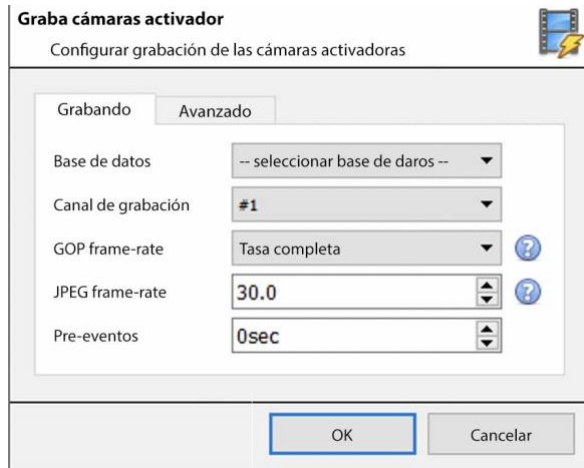 Graba cámaras activador
Configurar grabación de las cámaras activadoras
Grabando Avanzado
Base de datos -- seleccionar base de daros --
Canal de grabación #1
GOP frame-rate Tasa completa ?
JPEG frame-rate 30.0 ?
Pre-eventos 0sec
OK Cancelar